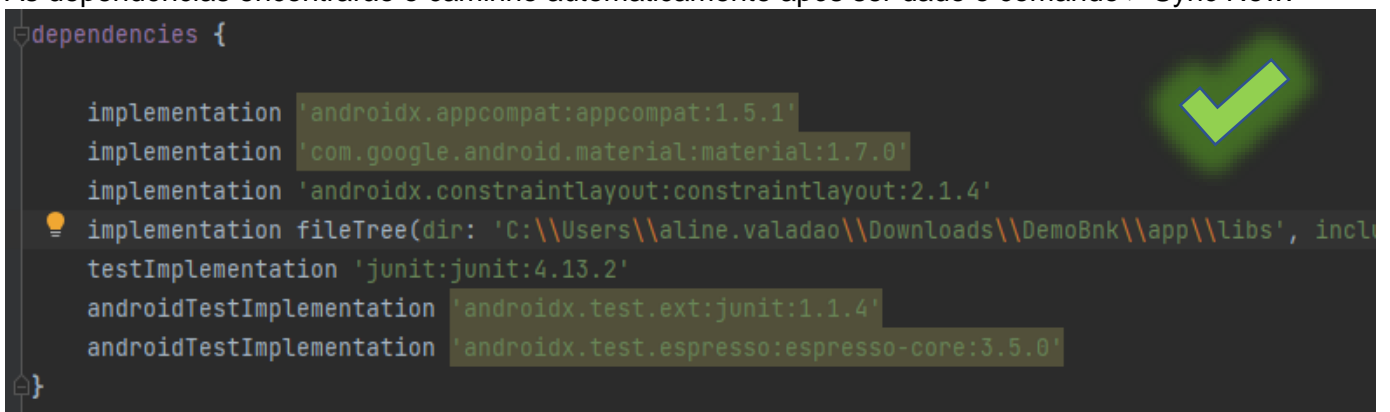 dependencies {
implementation 'androidx.appcompat:appcompat:1.5.1'
implementation 'com.google.android.material:material:1.7.0'
implementation 'androidx.constraintlayout:constraintlayout:2.1.4'
implementation fileTree(dir: 'C:\\Users\\aline.valadao\\Downloads\\DemoBnk\\app\\libs', inclu
testImplementation 'junit:junit:4.13.2'
androidTestImplementation 'androidx.test.ext:junit:1.1.4'
androidTestImplementation 'androidx.test.espresso:espresso-core:3.5.0'
}